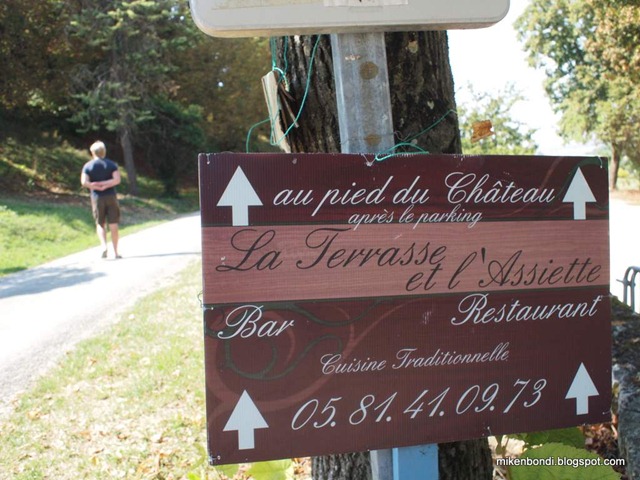 au pied du Château
après le parking
La Terrasse
et l'Assiette
Bar
Restaurant
Cuisine Traditionnelle
05. 81. 41. 09. 73
mikenbondi.blogspot.com